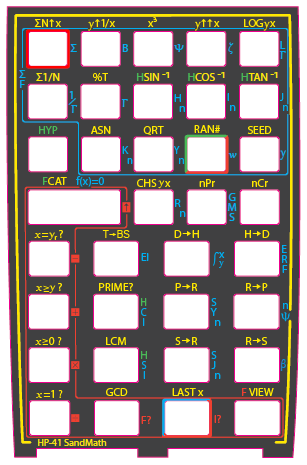 ΣN↑x y↑1/x x³ y↑↑x LOGyx
Σ B Ψ ζ L Γ
Σ F
Σ1/N %T HSIN⁻¹ HCOS⁻¹ HTAN⁻¹
1/Γ Γ H n I n J n
HYP ASN QRT RAN# SEED
K n Y n w y
FCAT f(x)=0 CHS yx nPr nCr
T R n G M S
x=y,? T→BS D→H H→D
- EI ∫x y E R F
x≥y? PRIME? P→R R→P
+ H C I S Y n n Ψ
x≥0? LCM S→R R→S
× H S I S J n β
x=1? GCD LAST x F VIEW
÷ F? I?
HP-41 SandMath